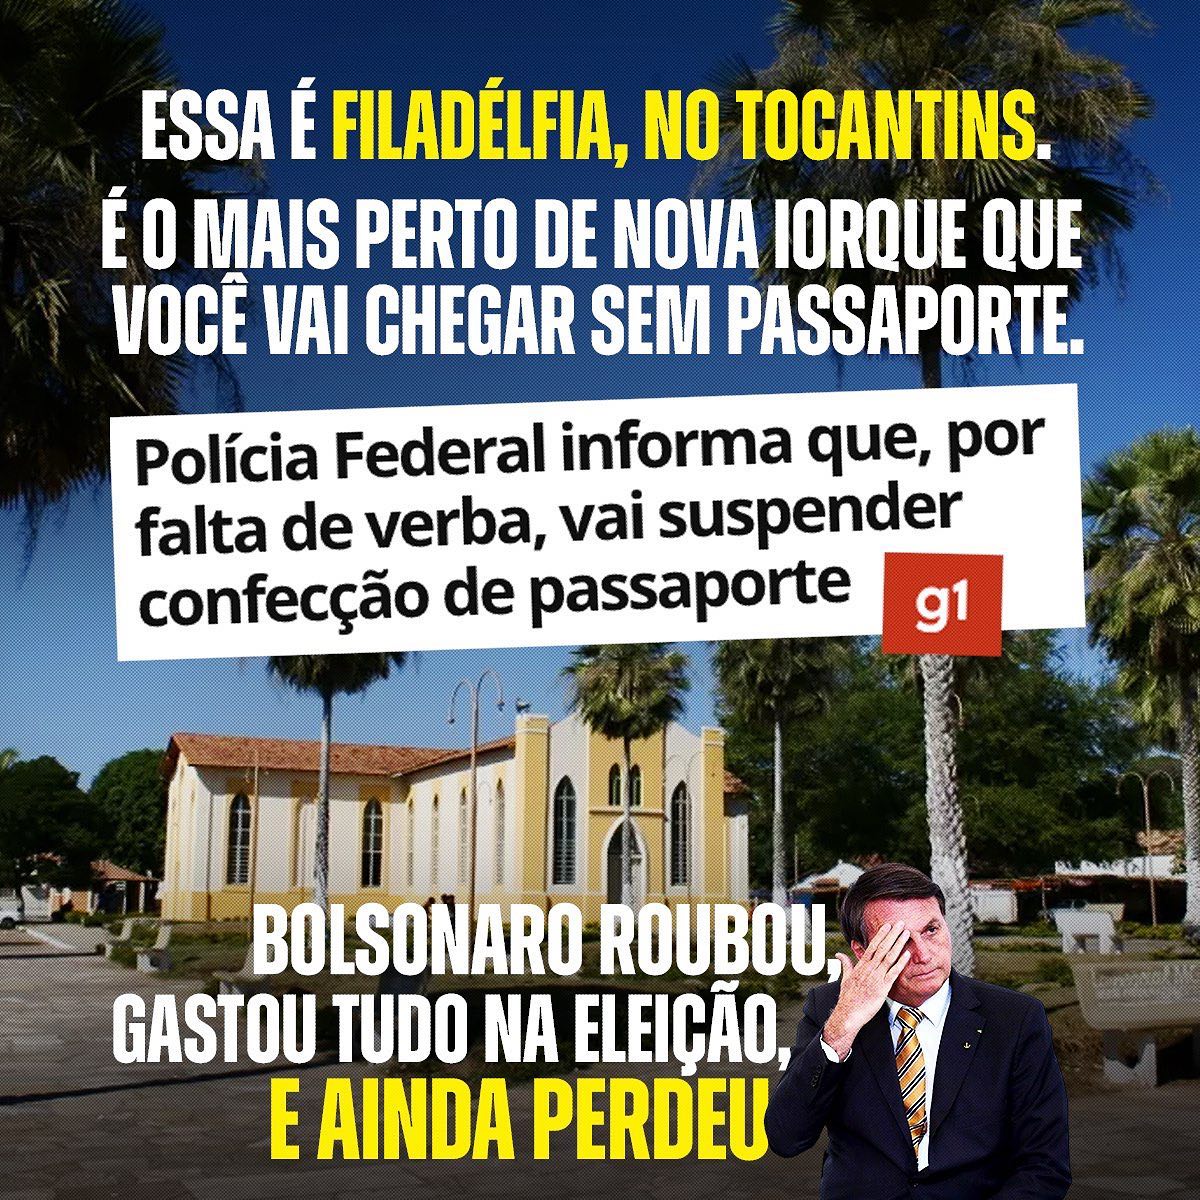 ESSA É FILADÉLFIA, NO TOCANTINS.
É O MAIS PERTO DE NOVA IORQUE QUE
VOCÊ VAI CHEGAR SEM PASSAPORTE.
Polícia Federal informa que, por
falta de verba, vai suspender
confecção de passaporte
g1
BOLSONARO ROUBOU,
GASTOU TUDO NA ELEIÇÃO,
E AINDA PERDEU